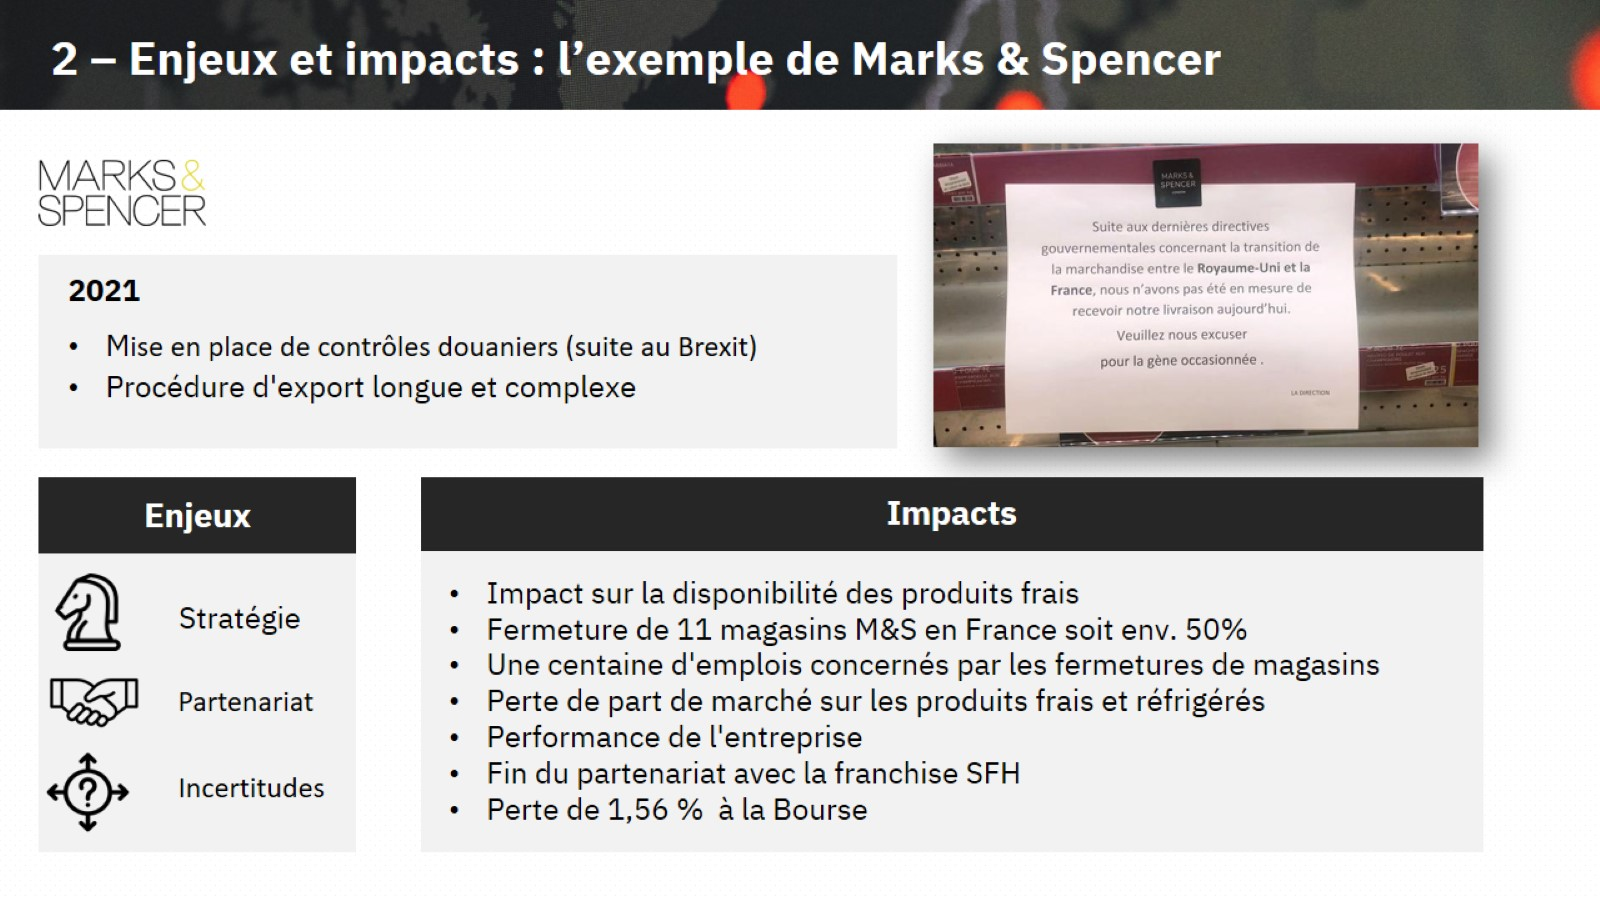 2 – Enjeux et impacts : l’exemple de Marks & Spencer
MARKS&
SPENCER
2021
• Mise en place de contrôles douaniers (suite au Brexit)
• Procédure d'export longue et complexe
MARKS&
SPENCER
Suite aux dernières directives
gouvernementales concernant la transition de
la marchandise entre le Royaume-Uni et la
France, nous n’avons pas été en mesure de
recevoir notre livraison aujourd’hui.
Veuillez nous excuser
pour la gène occasionnée .
LA DIRECTION
Enjeux
Stratégie
Partenariat
?
Incertitudes
Impacts
• Impact sur la disponibilité des produits frais
• Fermeture de 11 magasins M&S en France soit env. 50%
• Une centaine d'emplois concernés par les fermetures de magasins
• Perte de part de marché sur les produits frais et réfrigérés
• Performance de l'entreprise
• Fin du partenariat avec la franchise SFH
• Perte de 1,56 %  à la Bourse